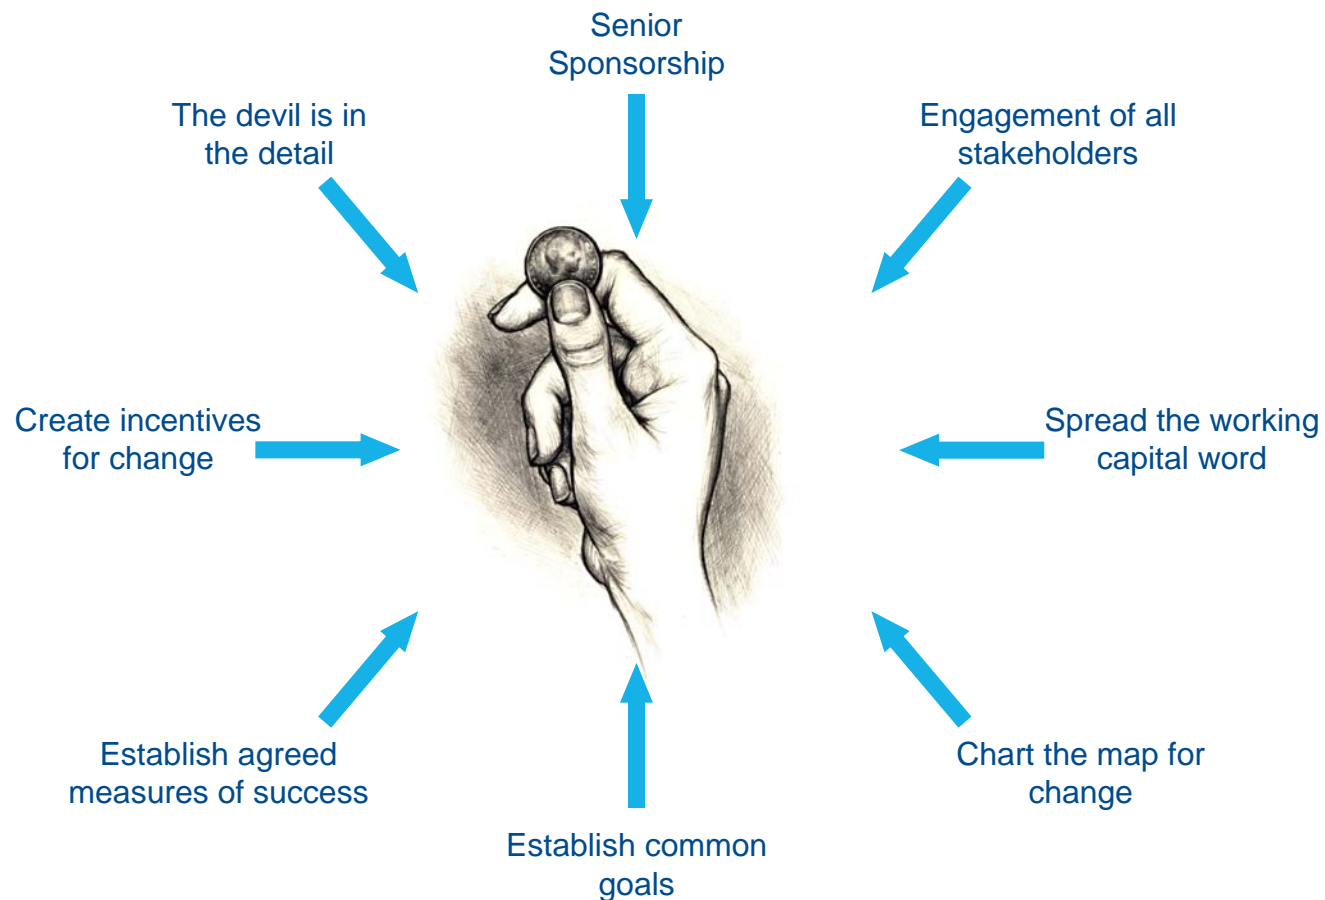 Senior
Sponsorship
The devil is in
the detail
Engagement of all
stakeholders
Create incentives
for change
Spread the working
capital word
Establish agreed
measures of success
Chart the map for
change
Establish common
goals